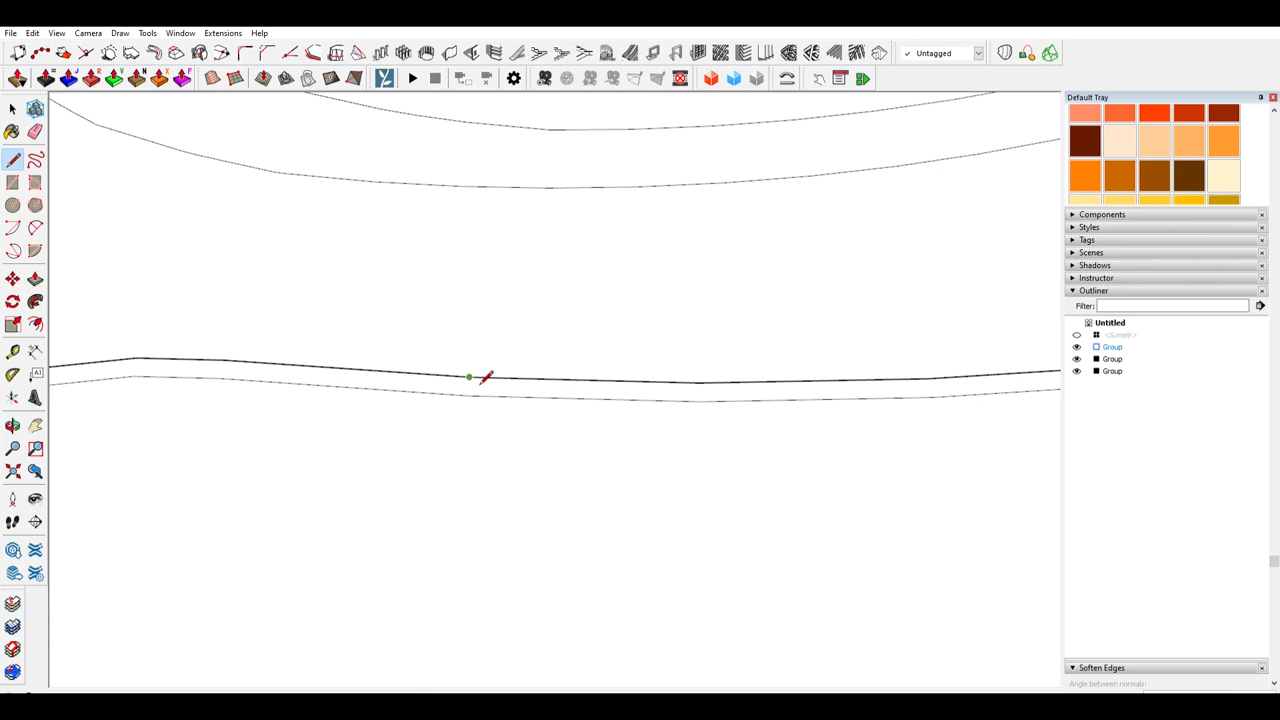 File Edit View Camera Draw Tools Window Extensions Help
✓ Untagged
Default Tray
Components
Styles
Tags
Scenes
Shadows
Instructor
Outliner
Filter:
Untitled
<Sumele>
Group
Group
Group
Soften Edges
Angle between normals: